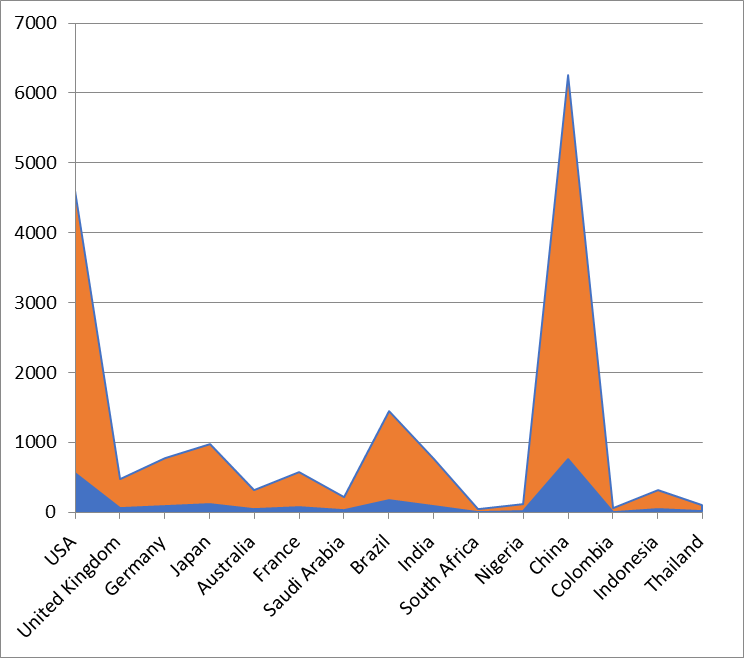 7000
6000
5000
4000
3000
2000
1000
0
USA
United Kingdom
Germany
Japan
Australia
France
Saudi Arabia
Brazil
India
South Africa
Nigeria
China
Colombia
Indonesia
Thailand